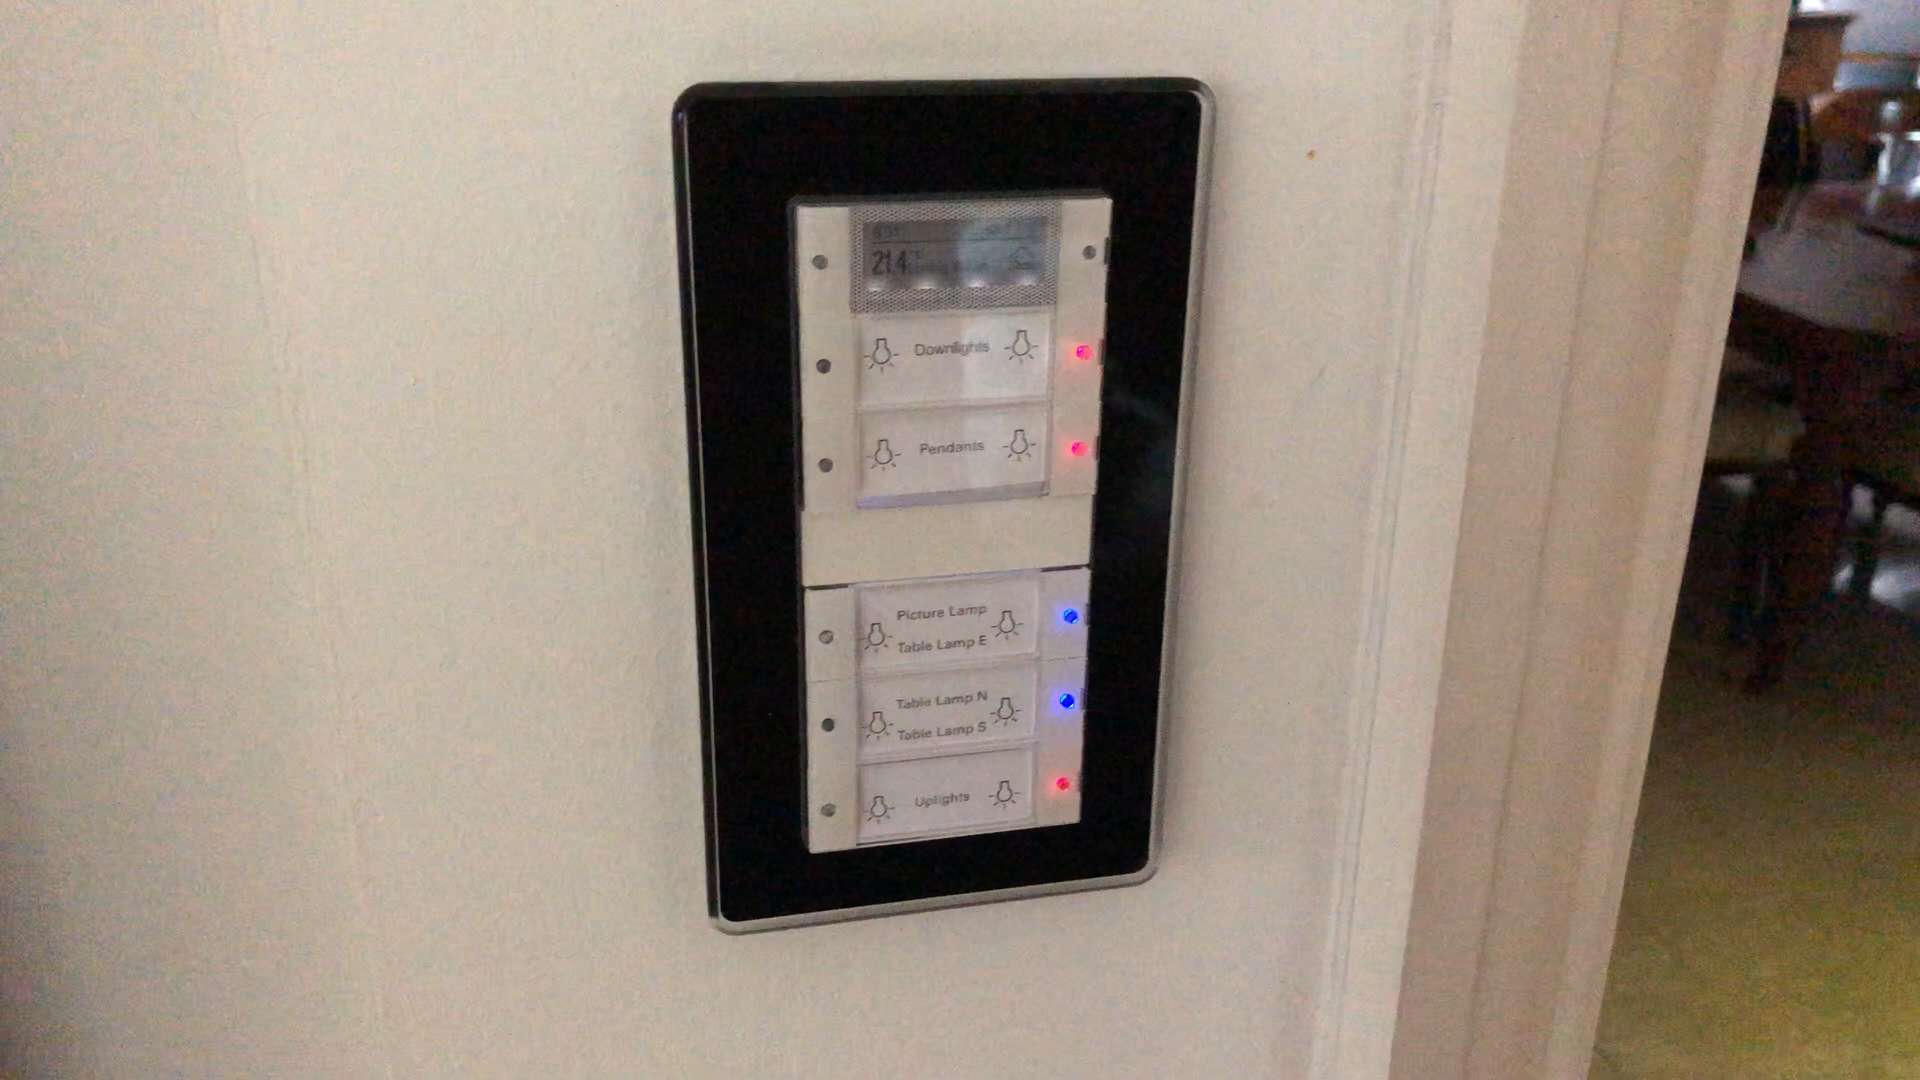 21.4
Downlights
Pendants
Picture Lamp
Table Lamp E
Table Lamp N
Table Lamp S
Uplights